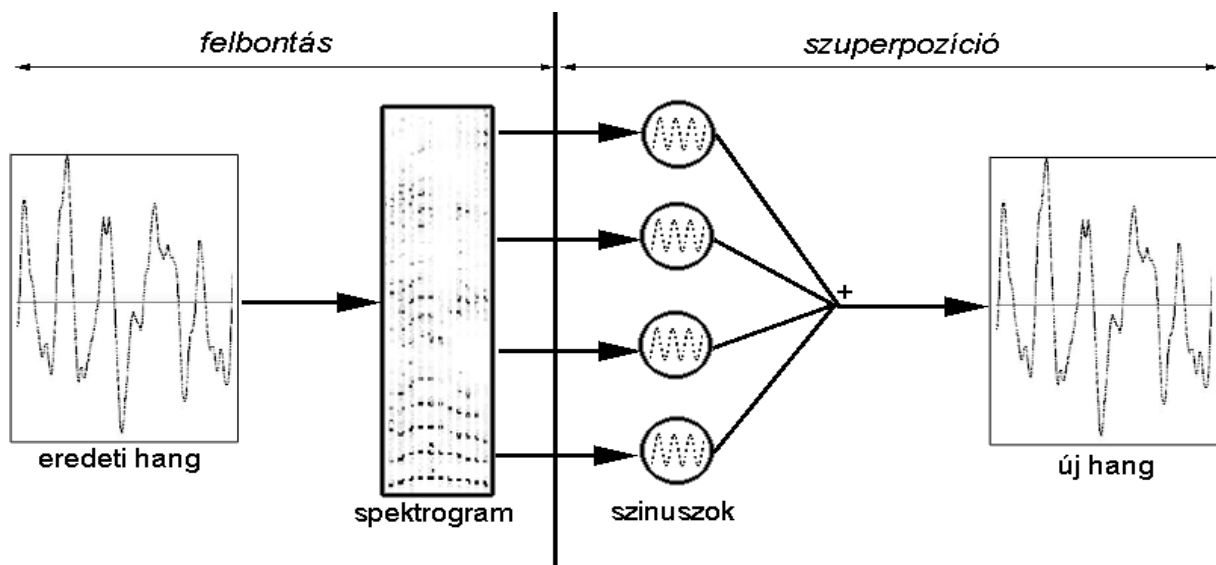 felbontás
szuperpozíció
+
eredeti hang
spektrogram
szinuszok
új hang